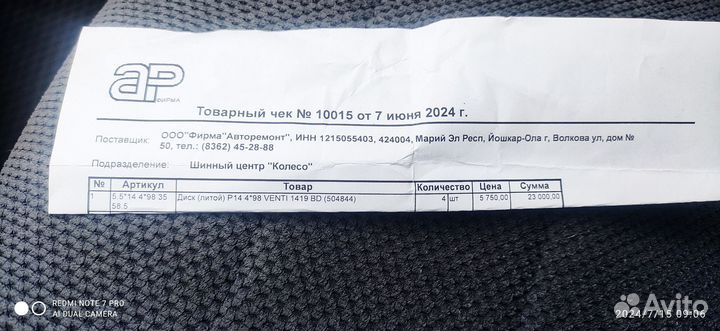 ар
ФИРМА
Товарный чек № 10015 от 7 июня 2024 г.
Поставщик: ООО"Фирма"Авторемонт", ИНН 1215055403, 424004, Марий Эл Респ, Йошкар-Ола г, Волкова ул, дом №
50, тел.: (8362) 45-28-88
Подразделение: Шинный центр "Колесо"
№ Артикул Товар Количество Цена Сумма
1 5.5*14 4*98 35 Диск (литой) Р14 4*98 VENTI 1419 BD (504844) 4 шт 5 750,00 23 000,00
58.5
REDMI NOTE 7 PRO
AI DUAL CAMERA
Avito
2024/7/15 09:06